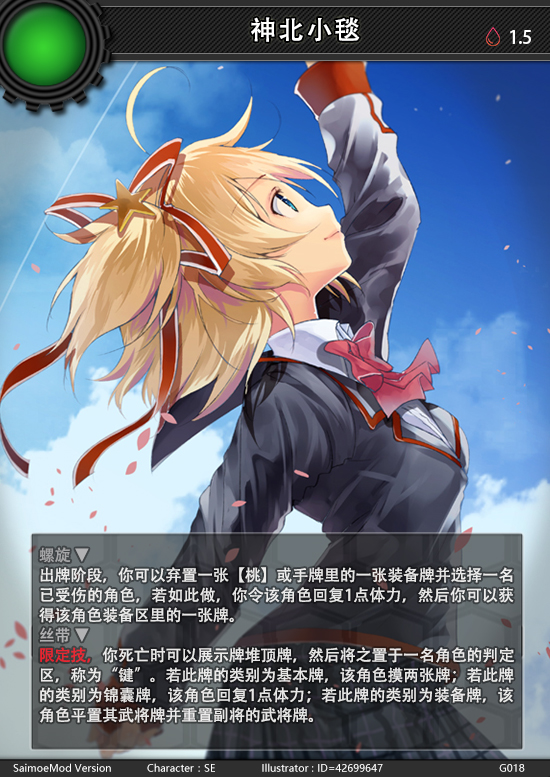 神北小毯
1.5
螺旋▼
出牌阶段，你可以弃置一张【桃】或手牌里的一张装备牌并选择一名
已受伤的角色，若如此做，你令该角色回复1点体力，然后你可以获
得该角色装备区里的一张牌。
丝带▼
限定技，你死亡时可以展示牌堆顶牌，然后将之置于一名角色的判定
区，称为“键”。若此牌的类别为基本牌，该角色摸两张牌；若此牌
的类别为锦囊牌，该角色回复1点体力；若此牌的类别为装备牌，该
角色平置其武将牌并重置副将的武将牌。
SaimoeMod Version Character : SE Illustrator : ID=42699647 G018